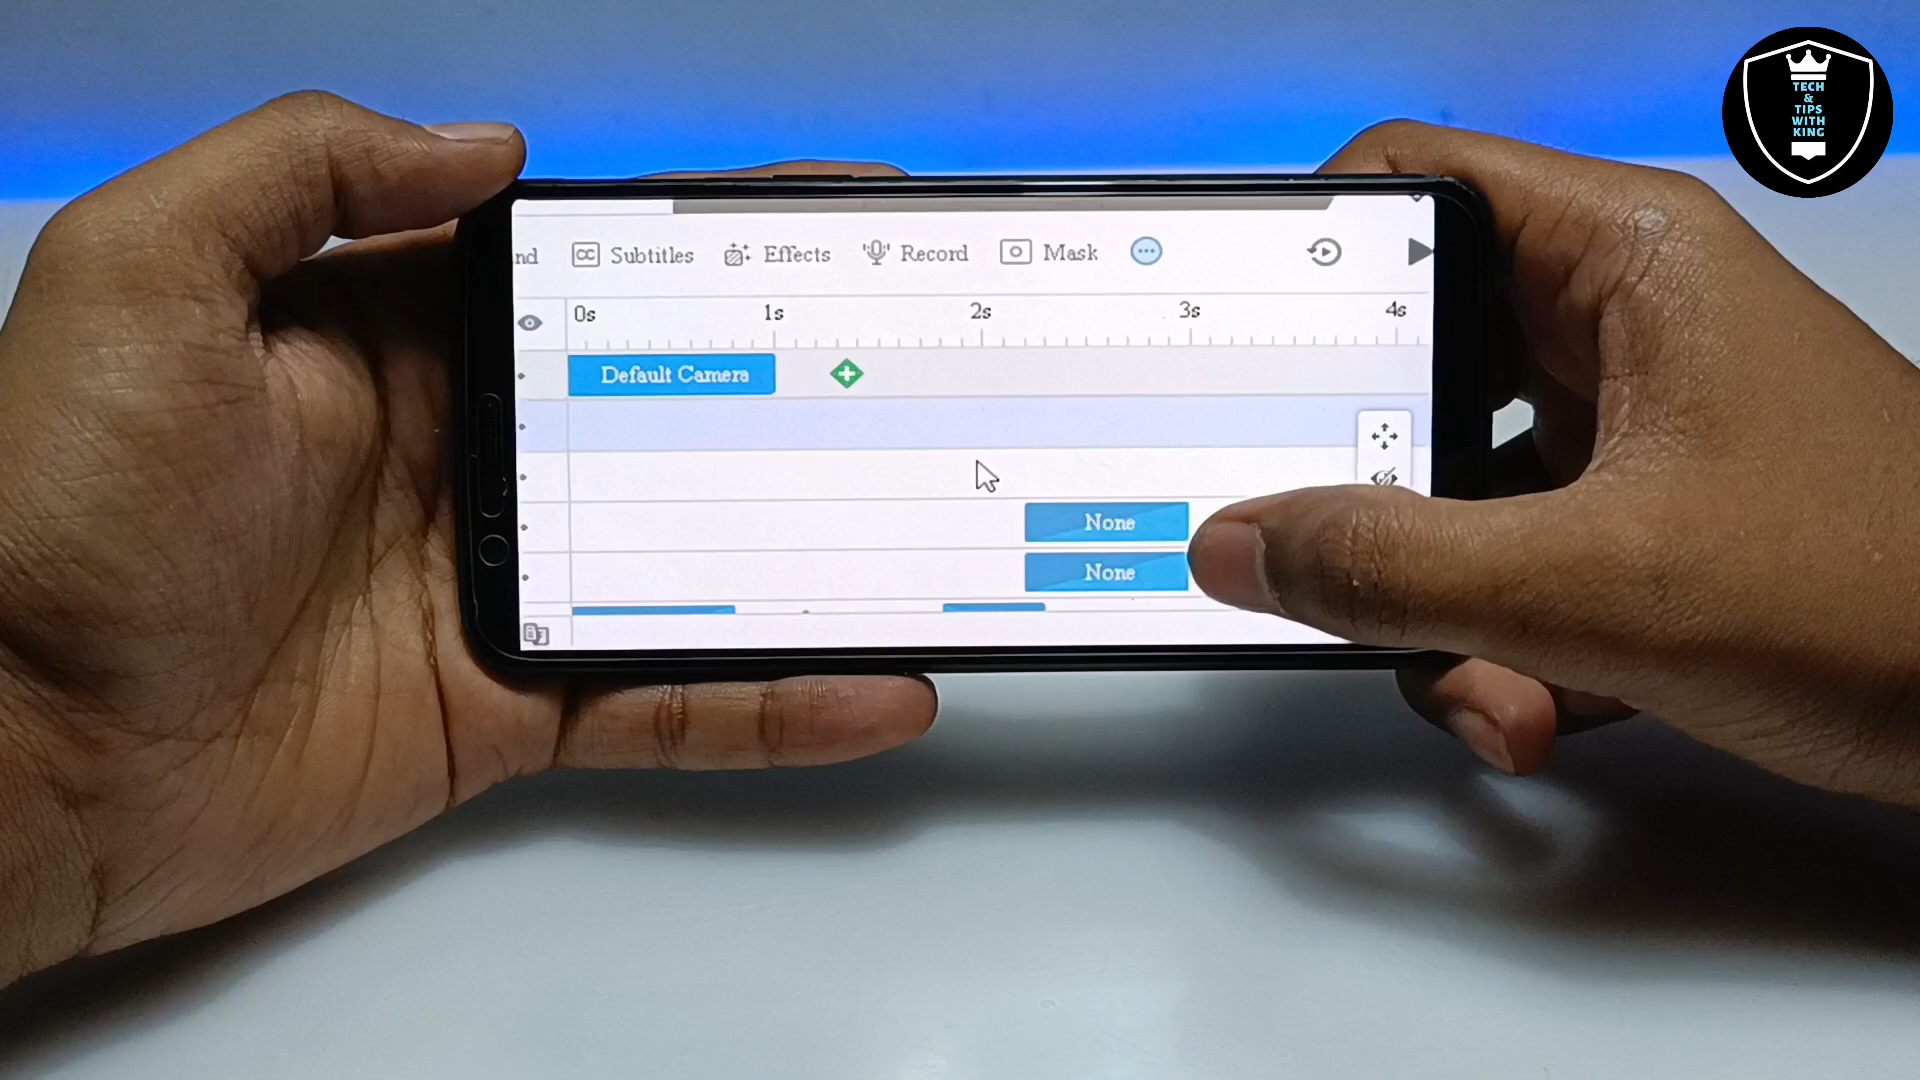 TECH
&
TIPS
WITH
KING
nd Subtitles Effects Record Mask
0s 1s 2s 3s 4s
Default Camera
None
None